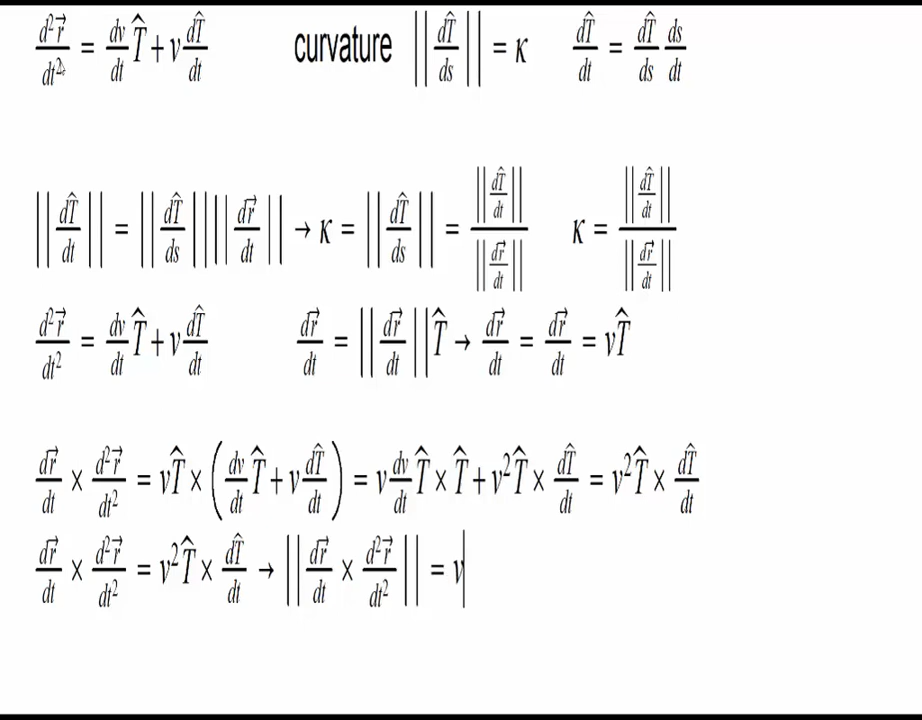 d²r⃗/dt² = dv/dt T̂ + v dT̂/dt curvature ||dT̂/ds|| = κ dT̂/dt = dT̂/ds ds/dt
||dT̂/dt|| = ||dT̂/ds|| ||dr⃗/dt|| → κ = ||dT̂/ds|| = ||dT̂/dt|| / ||dr⃗/dt|| κ = ||dT̂/dt|| / ||dr⃗/dt||
d²r⃗/dt² = dv/dt T̂ + v dT̂/dt dr⃗/dt = ||dr⃗/dt|| T̂ → dr⃗/dt = dr⃗/dt = vT̂
dr⃗/dt × d²r⃗/dt² = vT̂ × (dv/dt T̂ + v dT̂/dt) = v dv/dt T̂ × T̂ + v²T̂ × dT̂/dt = v²T̂ × dT̂/dt
dr⃗/dt × d²r⃗/dt² = v²T̂ × dT̂/dt → ||dr⃗/dt × d²r⃗/dt²|| = v